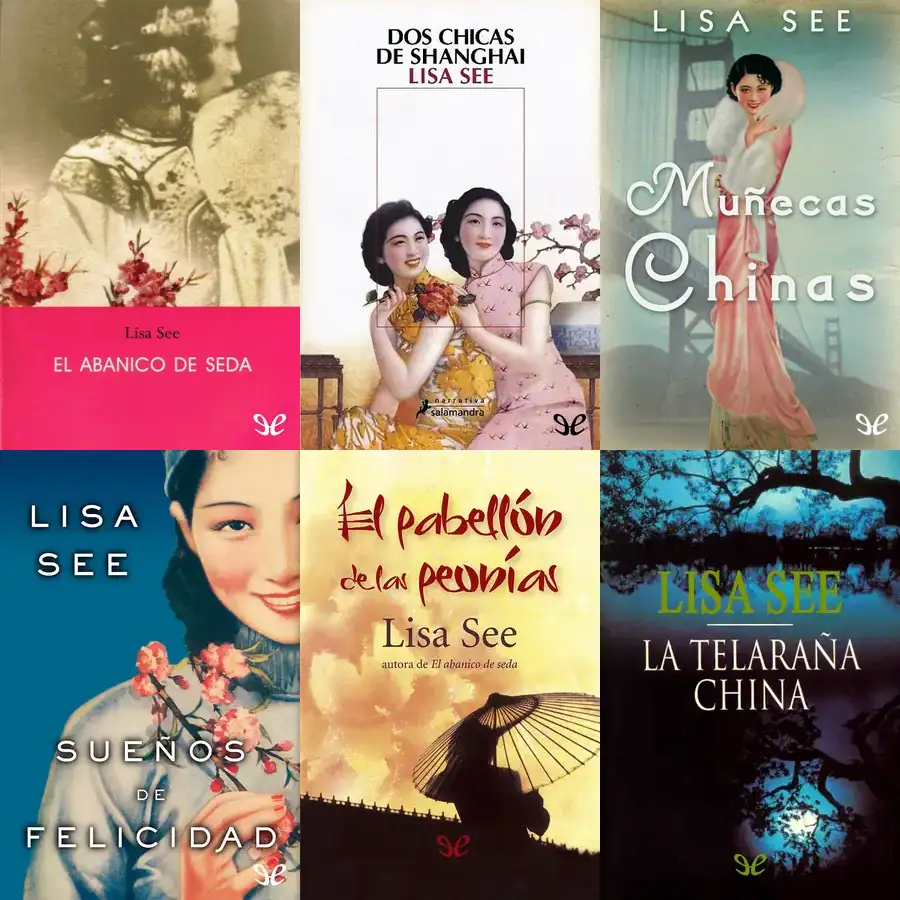 Lisa See
EL ABANICO DE SEDA
DOS CHICAS
DE SHANGHAI
LISA SEE
narrativa
salamandra
LISA SEE
Muñecas
Chinas
LISA
SEE
SUEÑOS
DE
FELICIDAD
El pabellón
de las peonías
Lisa See
autora de El abanico de seda
LISA SEE
LA TELARAÑA
CHINA